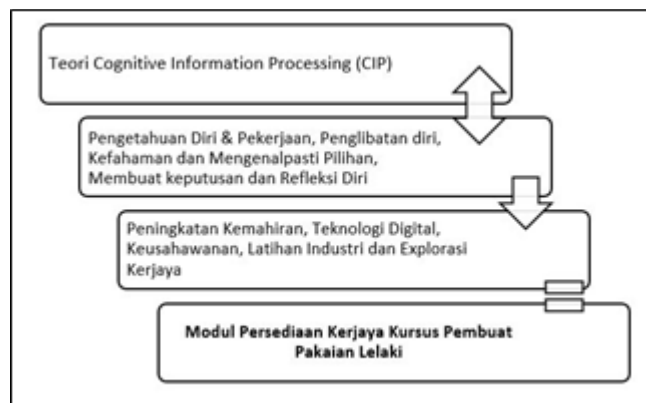 Teori Cognitive Information Processing (CIP)
Pengetahuan Diri & Pekerjaan, Penglibatan diri,
Kefahaman dan Mengenalpasti Pilihan,
Membuat keputusan dan Refleksi Diri
Peningkatan Kemahiran, Teknologi Digital,
Keusahawanan, Latihan Industri dan Explorasi
Kerjaya
Modul Persediaan Kerjaya Kursus Pembuat
Pakaian Lelaki